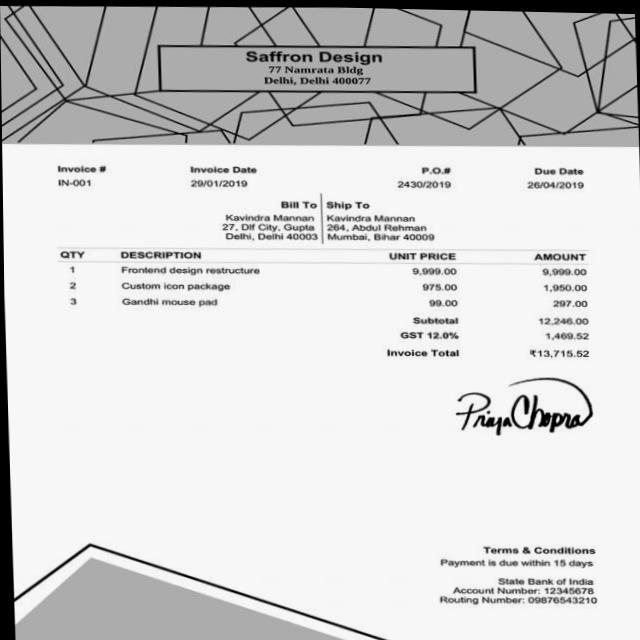 Saffron Design
77 Namrata Bldg
Delhi, Delhi 400077
Invoice # Invoice Date P.O.# Due Date
IN-001 29/01/2019 2430/2019 26/04/2019
Bill To Ship To
Kavindra Mannan Kavindra Mannan
27, Dlf City, Gupta 264, Abdul Rehman
Delhi, Delhi 40003 Mumbai, Bihar 40009
QTY DESCRIPTION UNIT PRICE AMOUNT
1 Frontend design restructure 9,999.00 9,999.00
2 Custom icon package 975.00 1,950.00
3 Gandhi mouse pad 99.00 297.00
Subtotal 12,246.00
GST 12.0% 1,469.52
Invoice Total ₹13,715.52
Priya Chopra
Terms & Conditions
Payment is due within 15 days
State Bank of India
Account Number: 12345678
Routing Number: 09876543210